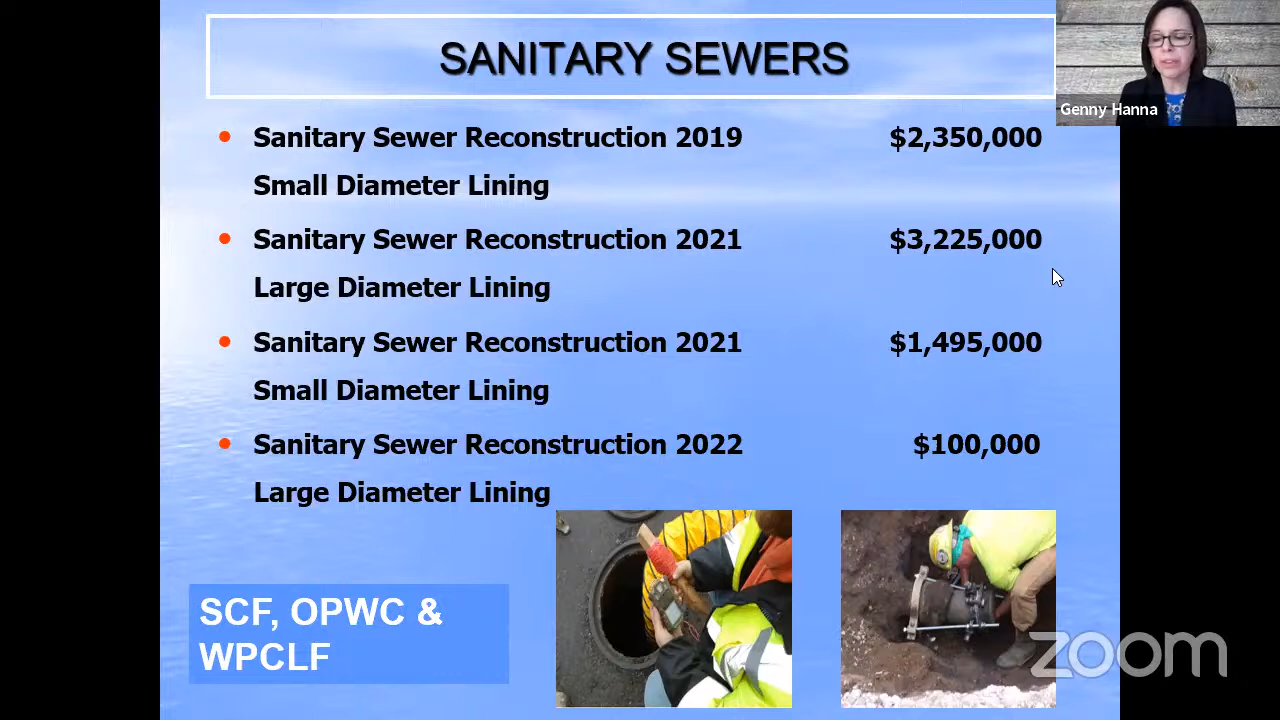 SANITARY SEWERS
Genny Hanna
Sanitary Sewer Reconstruction 2019 $2,350,000
Small Diameter Lining
Sanitary Sewer Reconstruction 2021 $3,225,000
Large Diameter Lining
Sanitary Sewer Reconstruction 2021 $1,495,000
Small Diameter Lining
Sanitary Sewer Reconstruction 2022 $100,000
Large Diameter Lining
SCF, OPWC &
WPCLF
zoom